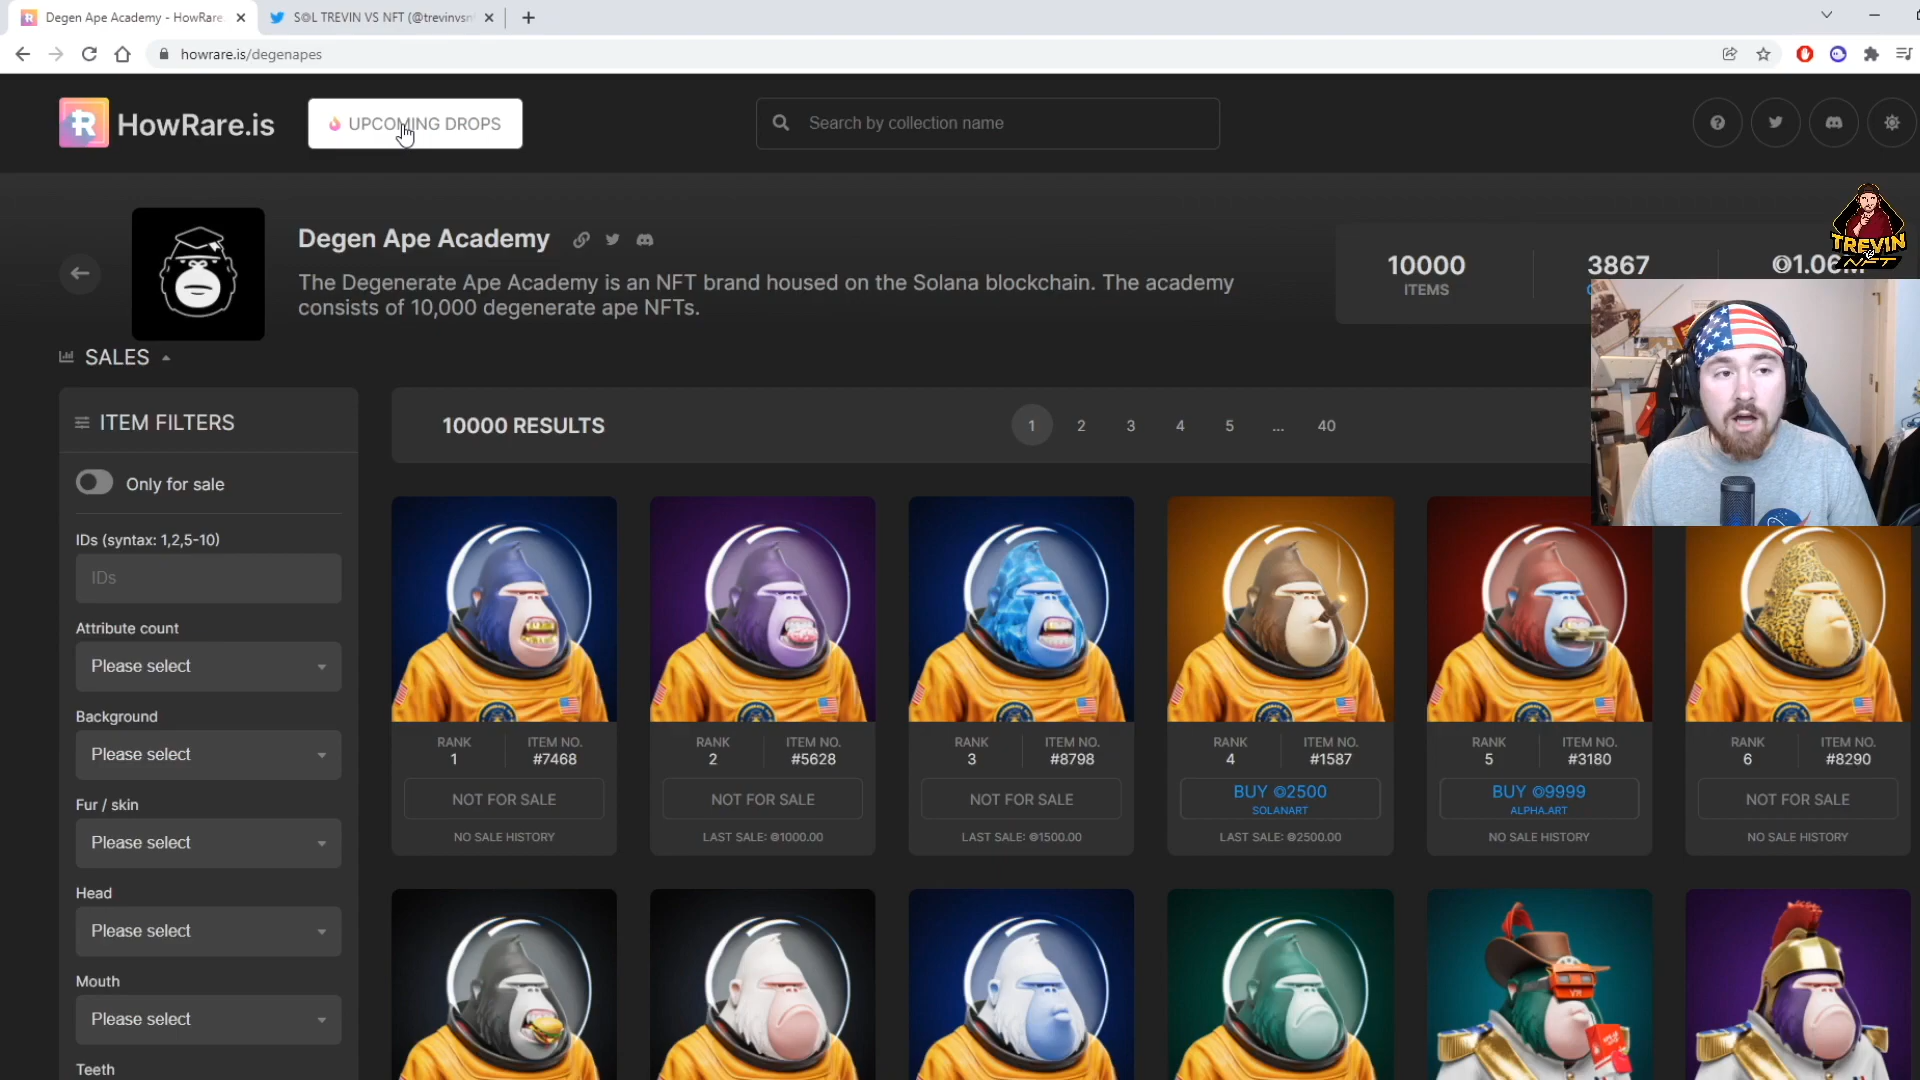 Degen Ape Academy - HowRare.
S◎L TREVIN VS NFT (@trevinvsn
howrare.is/degenapes
HowRare.is
UPCOMING DROPS
Search by collection name
Degen Ape Academy
The Degenerate Ape Academy is an NFT brand housed on the Solana blockchain. The academy
consists of 10,000 degenerate ape NFTs.
10000
ITEMS
3867
◎1.06M
TREVIN
NFT
SALES
ITEM FILTERS
Only for sale
IDs (syntax: 1,2,5-10)
IDs
Attribute count
Please select
Background
Please select
Fur / skin
Please select
Head
Please select
Mouth
Please select
Teeth
10000 RESULTS
1 2 3 4 5 ... 40
RANK 1 ITEM NO. #7468
NOT FOR SALE
NO SALE HISTORY
RANK 2 ITEM NO. #5628
NOT FOR SALE
LAST SALE: ◎1000.00
RANK 3 ITEM NO. #8798
NOT FOR SALE
LAST SALE: ◎1500.00
RANK 4 ITEM NO. #1587
BUY ◎2500
SOLANART
LAST SALE: ◎2500.00
RANK 5 ITEM NO. #3180
BUY ◎9999
ALPHA.ART
NO SALE HISTORY
RANK 6 ITEM NO. #8290
NOT FOR SALE
NO SALE HISTORY